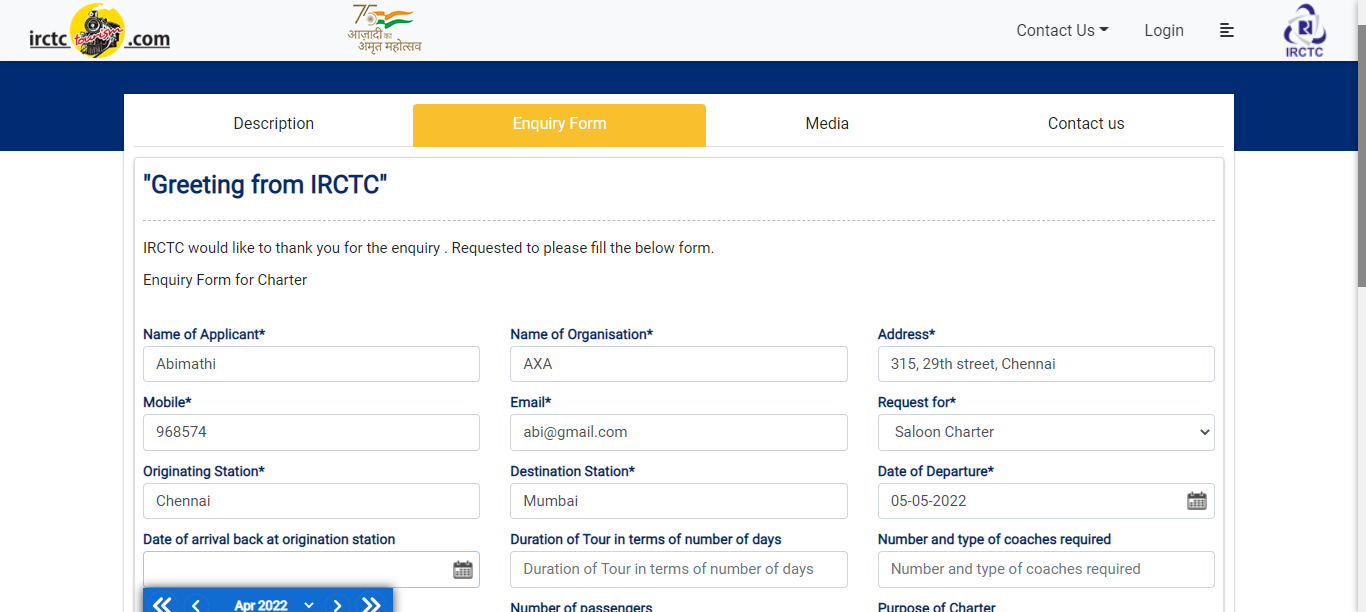 irctc tourism .com
75
आज़ादी का
अमृत महोत्सव
Contact Us
Login
IRCTC
Description
Enquiry Form
Media
Contact us
"Greeting from IRCTC"
IRCTC would like to thank you for the enquiry . Requested to please fill the below form.
Enquiry Form for Charter
Name of Applicant*
Name of Organisation*
Address*
Abimathi
AXA
315, 29th street, Chennai
Mobile*
Email*
Request for*
968574
abi@gmail.com
Saloon Charter
Originating Station*
Destination Station*
Date of Departure*
Chennai
Mumbai
05-05-2022
Date of arrival back at origination station
Duration of Tour in terms of number of days
Number and type of coaches required
Duration of Tour in terms of number of days
Number and type of coaches required
Apr 2022
Number of passengers
Purpose of Charter